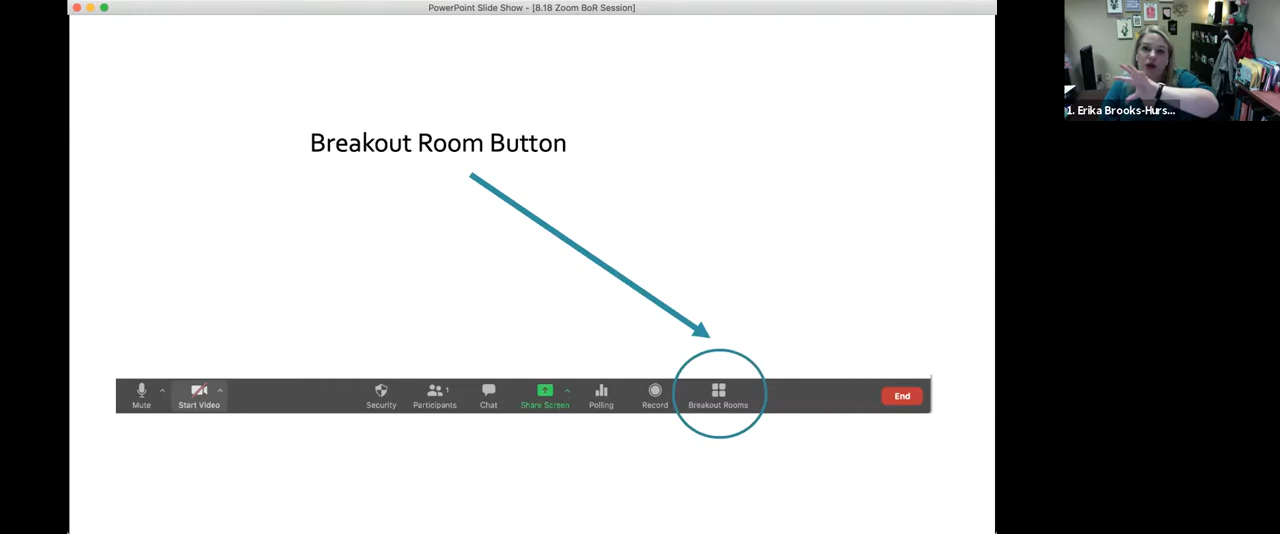 PowerPoint Slide Show - [8.18 Zoom BoR Session]
1. Erika Brooks-Hurs...
Breakout Room Button
1
Mute Start Video Security Participants Chat Share Screen Polling Record Breakout Rooms End